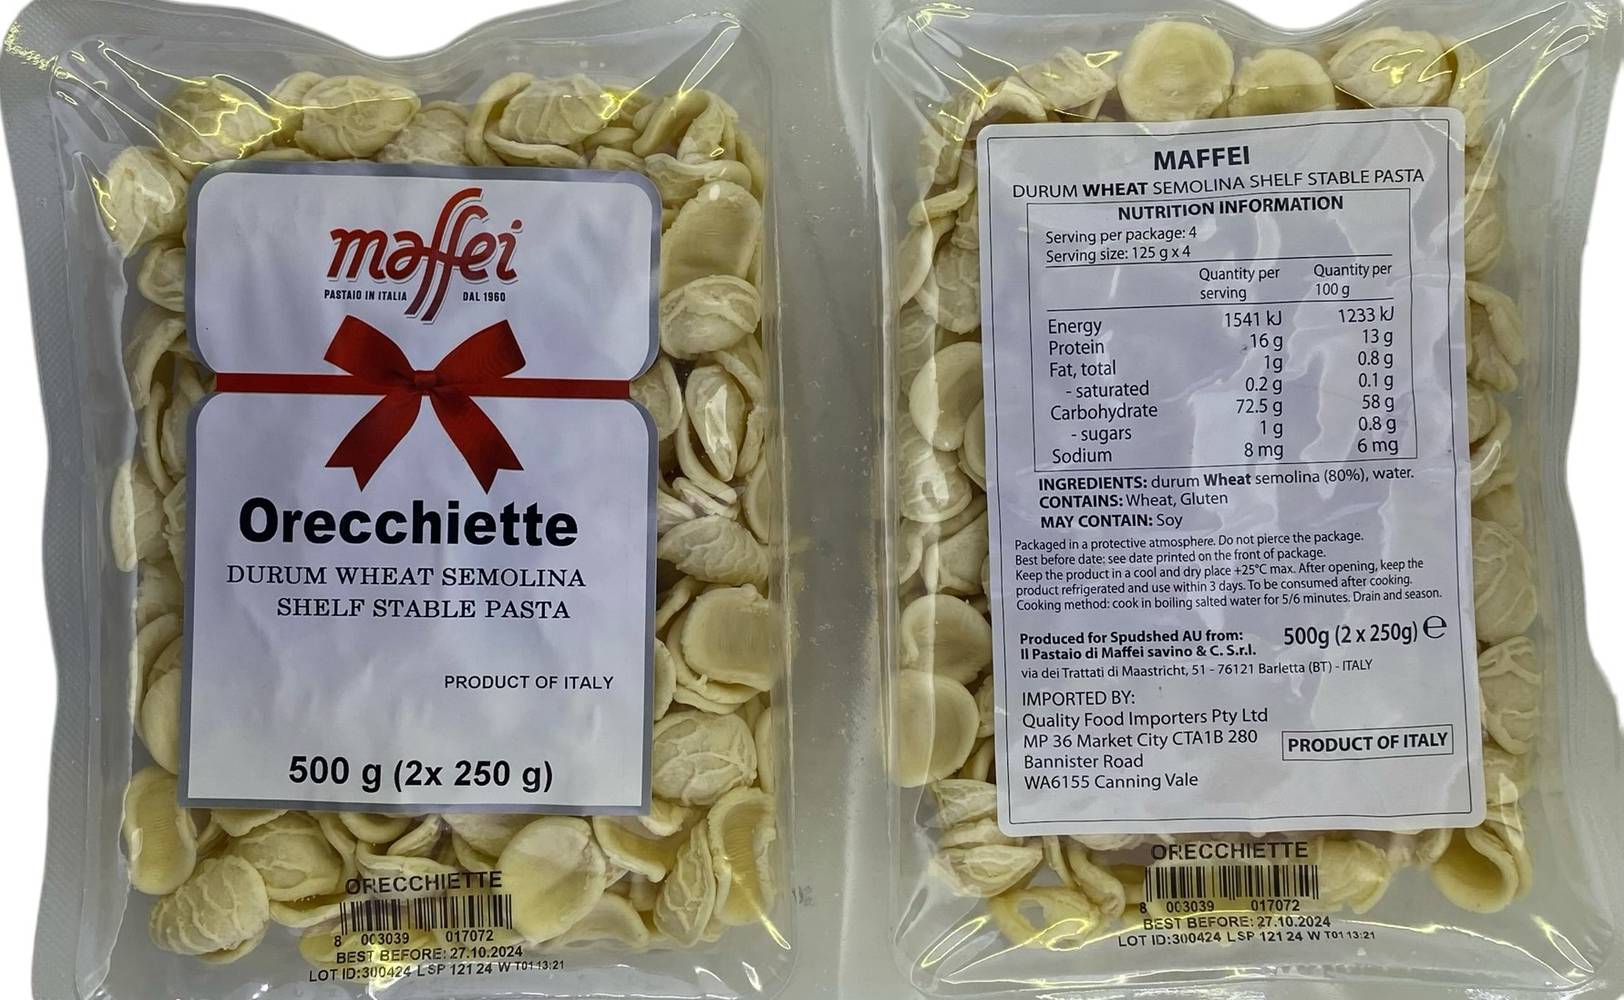 maffei
PASTAIO IN ITALIA DAL 1960
Orecchiette
DURUM WHEAT SEMOLINA
SHELF STABLE PASTA
PRODUCT OF ITALY
500 g (2x 250 g)
ORECCHIETTE
8 003039 017072
BEST BEFORE: 27.10.2024
LOT ID:300424 LSP 121 24 W T01 13:21
MAFFEI
DURUM WHEAT SEMOLINA SHELF STABLE PASTA
NUTRITION INFORMATION
Serving per package: 4
Serving size: 125 g x 4
Quantity per serving Quantity per 100 g
Energy 1541 kJ 1233 kJ
Protein 16 g 13 g
Fat, total 1g 0.8 g
- saturated 0.2 g 0.1 g
Carbohydrate 72.5 g 58 g
- sugars 1 g 0.8 g
Sodium 8 mg 6 mg
INGREDIENTS: durum Wheat semolina (80%), water.
CONTAINS: Wheat, Gluten
MAY CONTAIN: Soy
Packaged in a protective atmosphere. Do not pierce the package.
Best before date: see date printed on the front of package.
Keep the product in a cool and dry place +25°C max. After opening, keep the
product refrigerated and use within 3 days. To be consumed after cooking.
Cooking method: cook in boiling salted water for 5/6 minutes. Drain and season.
Produced for Spudshed AU from:
Il Pastaio di Maffei savino & C. S.r.l.
500g (2 x 250g) e
via dei Trattati di Maastricht, 51 - 76121 Barletta (BT) - ITALY
IMPORTED BY:
Quality Food Importers Pty Ltd
MP 36 Market City CTA1B 280
Bannister Road
WA6155 Canning Vale
PRODUCT OF ITALY
ORECCHIETTE
8 003039 017072
BEST BEFORE: 27.10.2024
LOT ID:300424 LSP 121 24 W T01 13:21